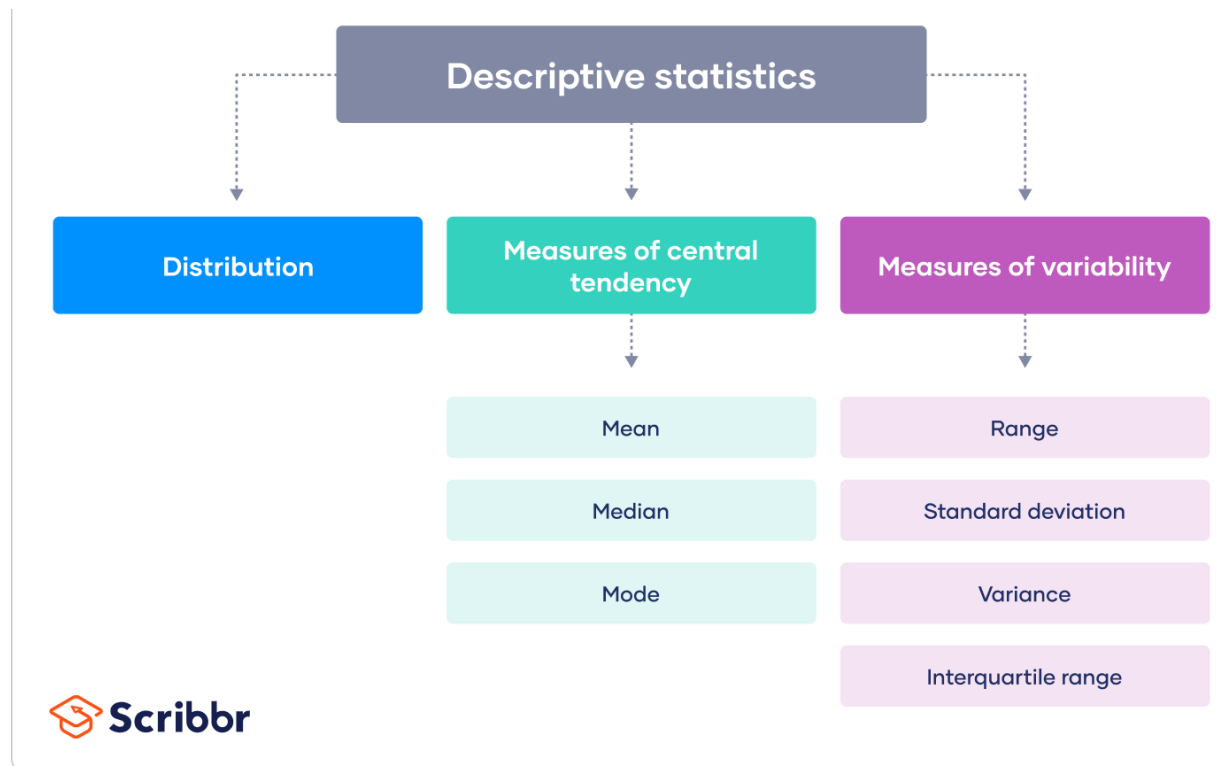 Descriptive statistics
Distribution
Measures of central
tendency
Measures of variability
Mean
Range
Median
Standard deviation
Mode
Variance
Interquartile range
Scribbr